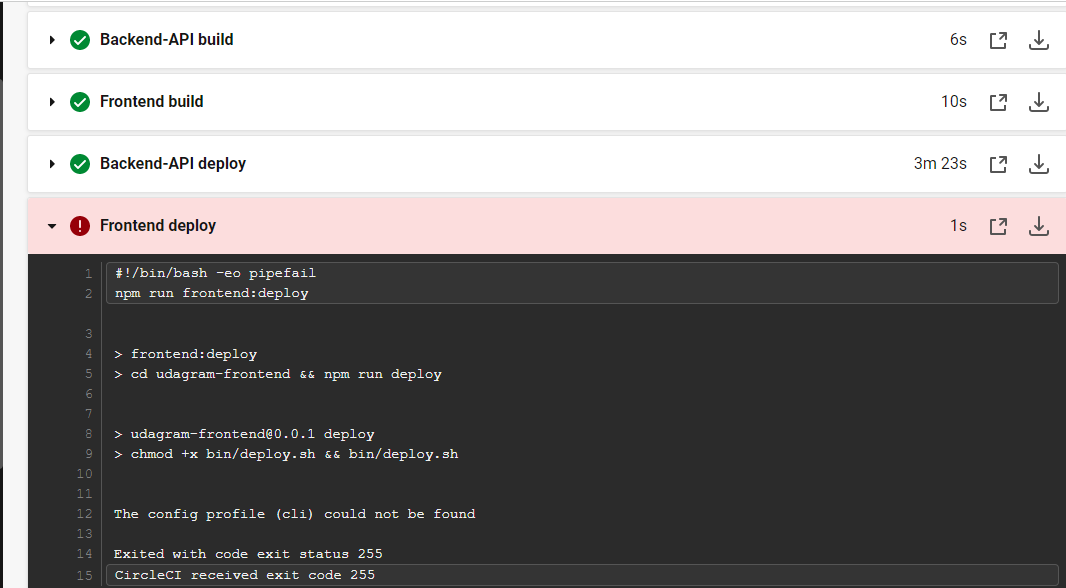 Backend-API build 6s
Frontend build 10s
Backend-API deploy 3m 23s
Frontend deploy 1s
1 #!/bin/bash -eo pipefail
2 npm run frontend:deploy
3
4 > frontend:deploy
5 > cd udagram-frontend && npm run deploy
6
7
8 > udagram-frontend@0.0.1 deploy
9 > chmod +x bin/deploy.sh && bin/deploy.sh
10
11
12 The config profile (cli) could not be found
13
14 Exited with code exit status 255
15 CircleCI received exit code 255